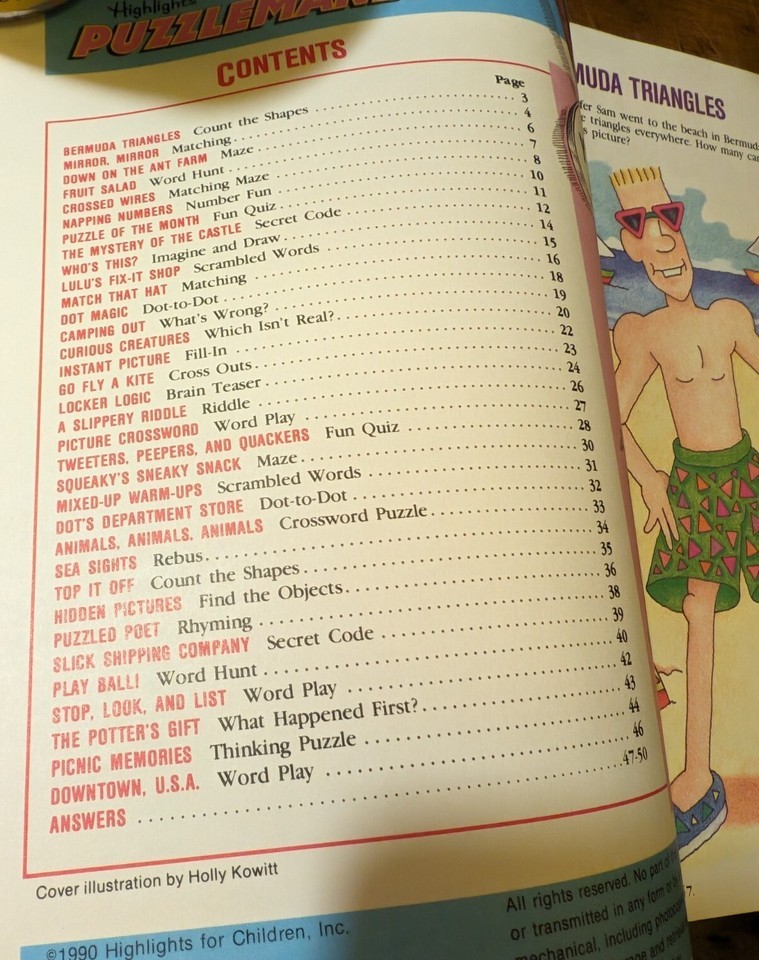 Highlights
PUZZLEMAN
CONTENTS
Page
BERMUDA TRIANGLES Count the Shapes 3
MIRROR, MIRROR Matching 4
DOWN ON THE ANT FARM Maze 6
FRUIT SALAD Word Hunt 7
CROSSED WIRES Matching Maze 8
NAPPING NUMBERS Number Fun 10
PUZZLE OF THE MONTH Fun Quiz 11
THE MYSTERY OF THE CASTLE Secret Code 12
WHO'S THIS? Imagine and Draw 14
LULU'S FIX-IT SHOP Scrambled Words 15
MATCH THAT HAT Matching 16
DOT MAGIC Dot-to-Dot 18
CAMPING OUT What's Wrong? 19
CURIOUS CREATURES Which Isn't Real? 20
INSTANT PICTURE Fill-In 22
GO FLY A KITE Cross Outs 23
LOCKER LOGIC Brain Teaser 24
A SLIPPERY RIDDLE Riddle 26
PICTURE CROSSWORD Word Play 27
TWEETERS, PEEPERS, AND QUACKERS Fun Quiz 28
SQUEAKY'S SNEAKY SNACK Maze 30
MIXED-UP WARM-UPS Scrambled Words 31
DOT'S DEPARTMENT STORE Dot-to-Dot 32
ANIMALS, ANIMALS, ANIMALS Crossword Puzzle 33
SEA SIGHTS Rebus 34
TOP IT OFF Count the Shapes 35
HIDDEN PICTURES Find the Objects 36
PUZZLED POET Rhyming 38
SLICK SHIPPING COMPANY Secret Code 39
PLAY BALL! Word Hunt 40
STOP, LOOK, AND LIST Word Play 42
THE POTTER'S GIFT What Happened First? 43
PICNIC MEMORIES Thinking Puzzle 44
DOWNTOWN, U.S.A. Word Play 46
ANSWERS 47-50
Cover illustration by Holly Kowitt
©1990 Highlights for Children, Inc.
All rights reserved. No part of
or transmitted in any form or by
mechanical, including
MUDA TRIANGLES
fer Sam went to the beach in Bermud
triangles everywhere. How many ca
s picture?
7.